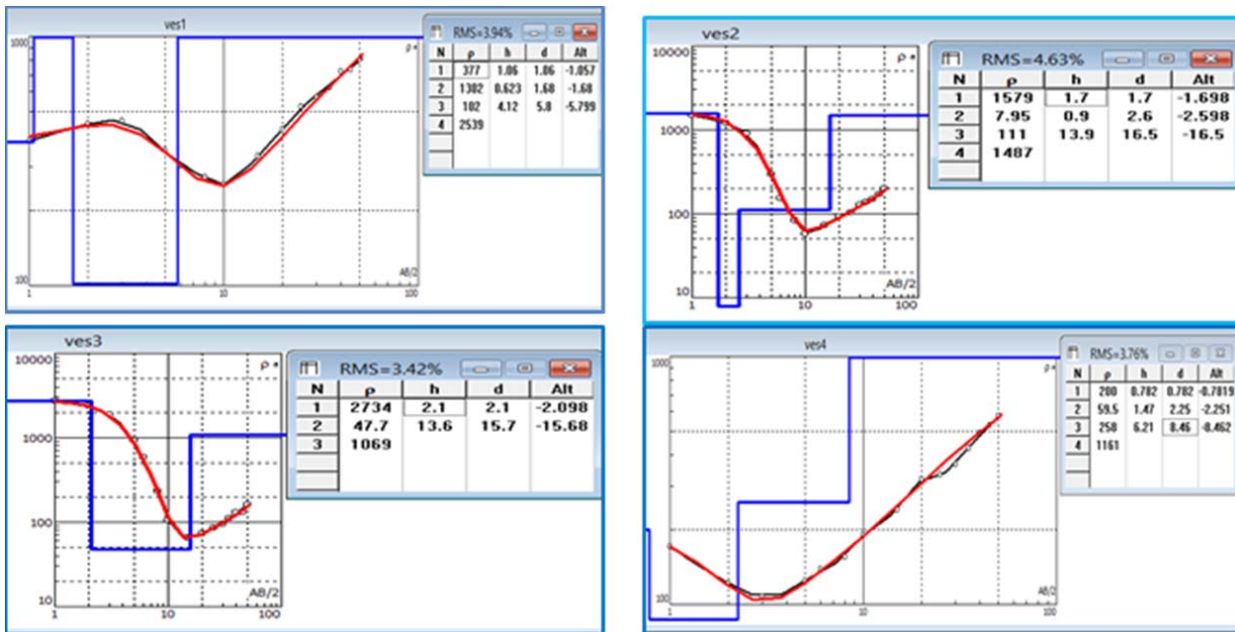 ves1
1000
ρ
100
1
10
AB/2
100
RMS=3.94%
N ρ h d Alt
1 377 1.06 1.06 -1.057
2 1302 0.623 1.68 -1.68
3 102 4.12 5.8 -5.799
4 2539
ves2
10000
ρ
1000
100
10
AB/2
1 10 100
RMS=4.63%
N ρ h d Alt
1 1579 1.7 1.7 -1.698
2 7.95 0.9 2.6 -2.598
3 111 13.9 16.5 -16.5
4 1487
ves3
10000
ρ
1000
100
10
AB/2
1 10 100
RMS=3.42%
N ρ h d Alt
1 2734 2.1 2.1 -2.098
2 47.7 13.6 15.7 -15.68
3 1069
ves4
1000
ρ
100
AB/2
1 10 100
RMS=3.76%
N ρ h d Alt
1 200 0.782 0.782 -0.7819
2 59.5 1.47 2.25 -2.251
3 258 6.21 8.46 -8.462
4 1161